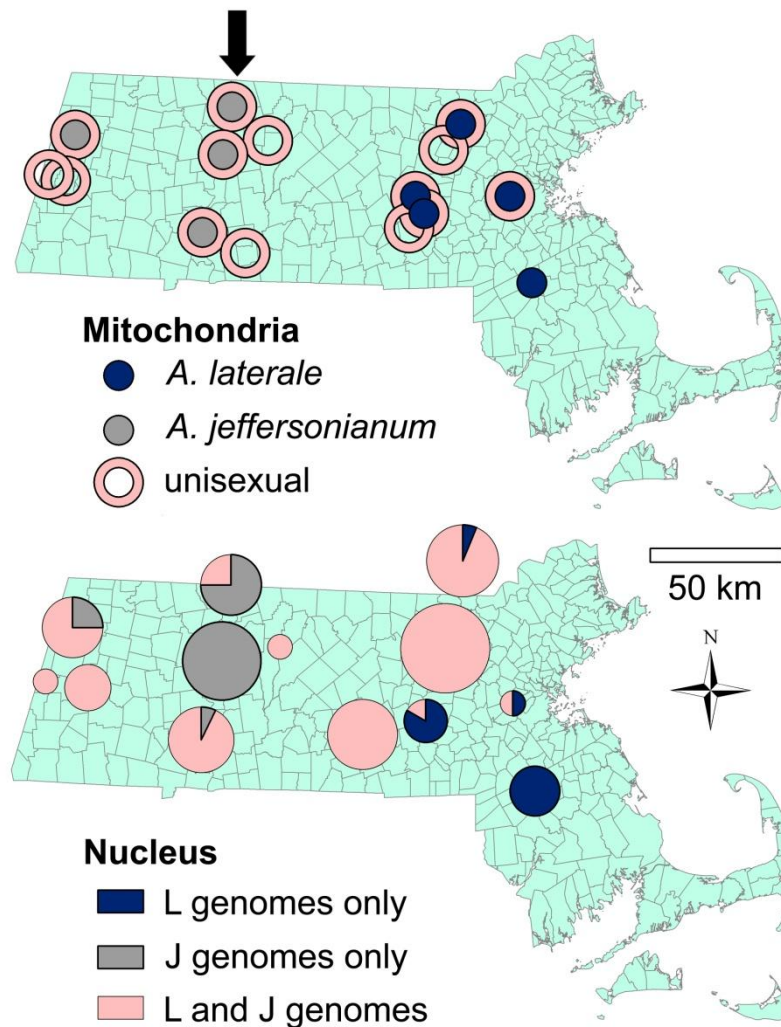 Mitochondria
A. laterale
A. jeffersonianum
unisexual
50 km
N
Nucleus
L genomes only
J genomes only
L and J genomes